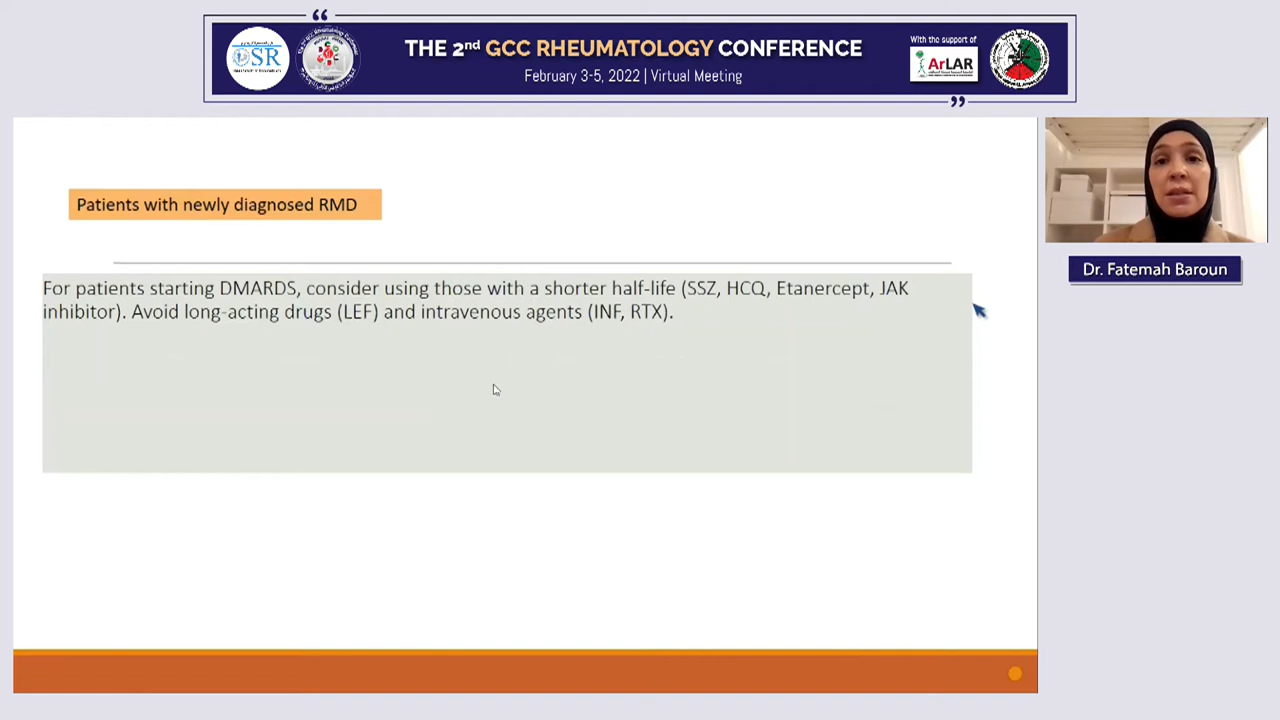 “
THE 2nd GCC RHEUMATOLOGY CONFERENCE
February 3-5, 2022 | Virtual Meeting
”
With the support of
ArLAR
Patients with newly diagnosed RMD
For patients starting DMARDS, consider using those with a shorter half-life (SSZ, HCQ, Etanercept, JAK
inhibitor). Avoid long-acting drugs (LEF) and intravenous agents (INF, RTX).
Dr. Fatemah Baroun